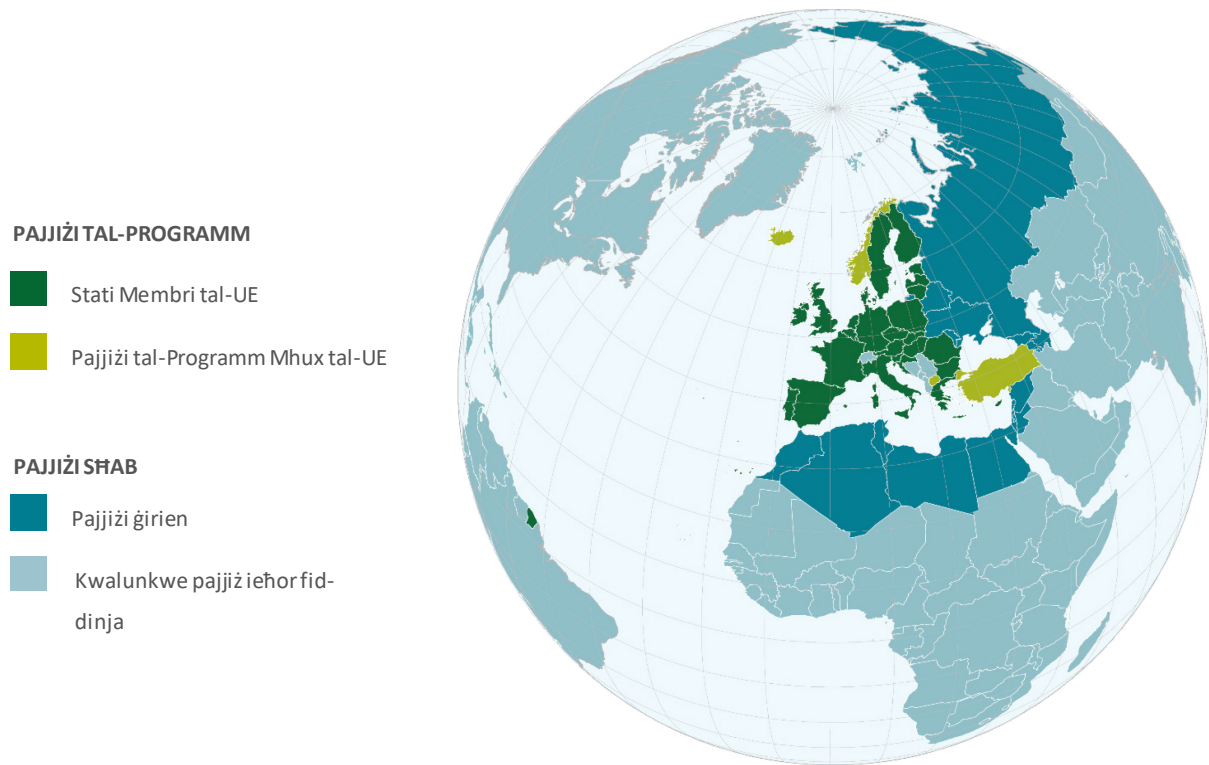 PAJJIŻI TAL-PROGRAMM
Stati Membri tal-UE
Pajjiżi tal-Programm Mhux tal-UE
PAJJIŻI SĦAB
Pajjiżi ġirien
Kwalunkwe pajjiż ieħor fid-
dinja